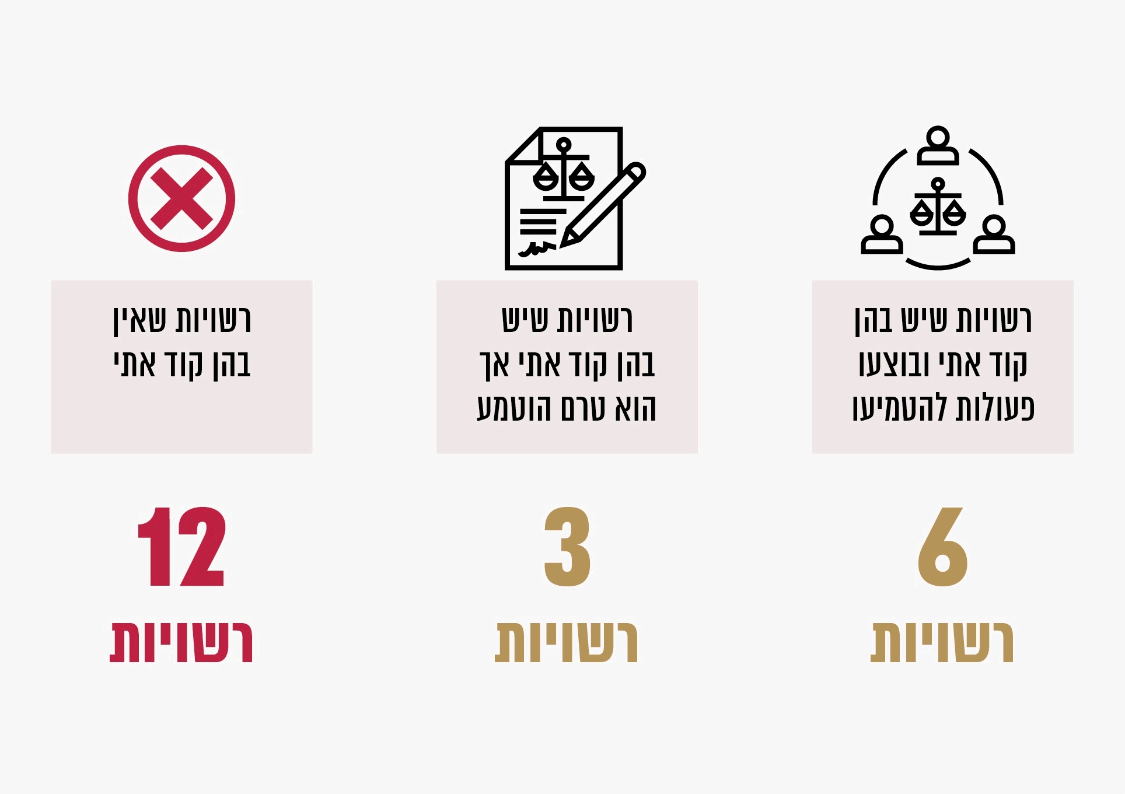 רשויות שיש בהן
קוד אתי ובוצעו
פעולות להטמיעו
6
רשויות
רשויות שיש
בהן קוד אתי אך
הוא טרם הוטמע
3
רשויות
רשויות שאין
בהן קוד אתי
12
רשויות